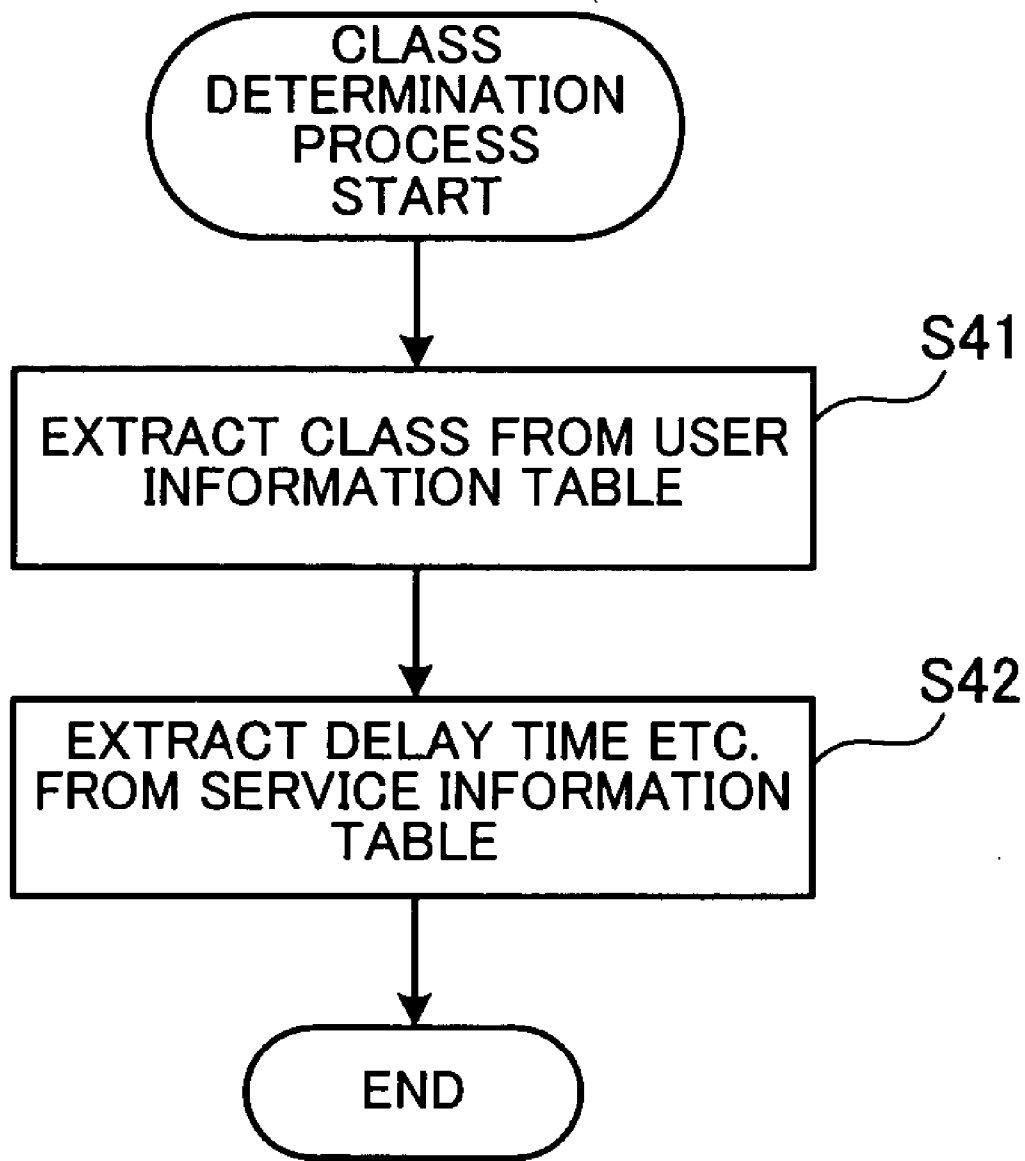 CLASS
DETERMINATION
PROCESS
START
S41
EXTRACT CLASS FROM USER
INFORMATION TABLE
S42
EXTRACT DELAY TIME ETC.
FROM SERVICE INFORMATION
TABLE
END